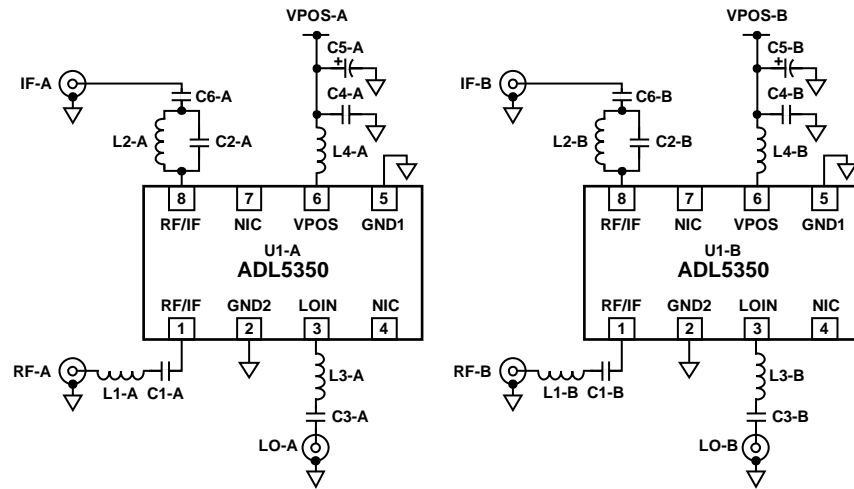 VPOS-A
C5-A
+
IF-A
C6-A
C4-A
L2-A
C2-A
L4-A
8
7
6
5
RF/IF
NIC
VPOS
GND1
U1-A
ADL5350
RF/IF
GND2
LOIN
NIC
1
2
3
4
RF-A
L1-A
C1-A
L3-A
C3-A
LO-A
VPOS-B
C5-B
+
IF-B
C6-B
C4-B
L2-B
C2-B
L4-B
8
7
6
5
RF/IF
NIC
VPOS
GND1
U1-B
ADL5350
RF/IF
GND2
LOIN
NIC
1
2
3
4
RF-B
L1-B
C1-B
L3-B
C3-B
LO-B